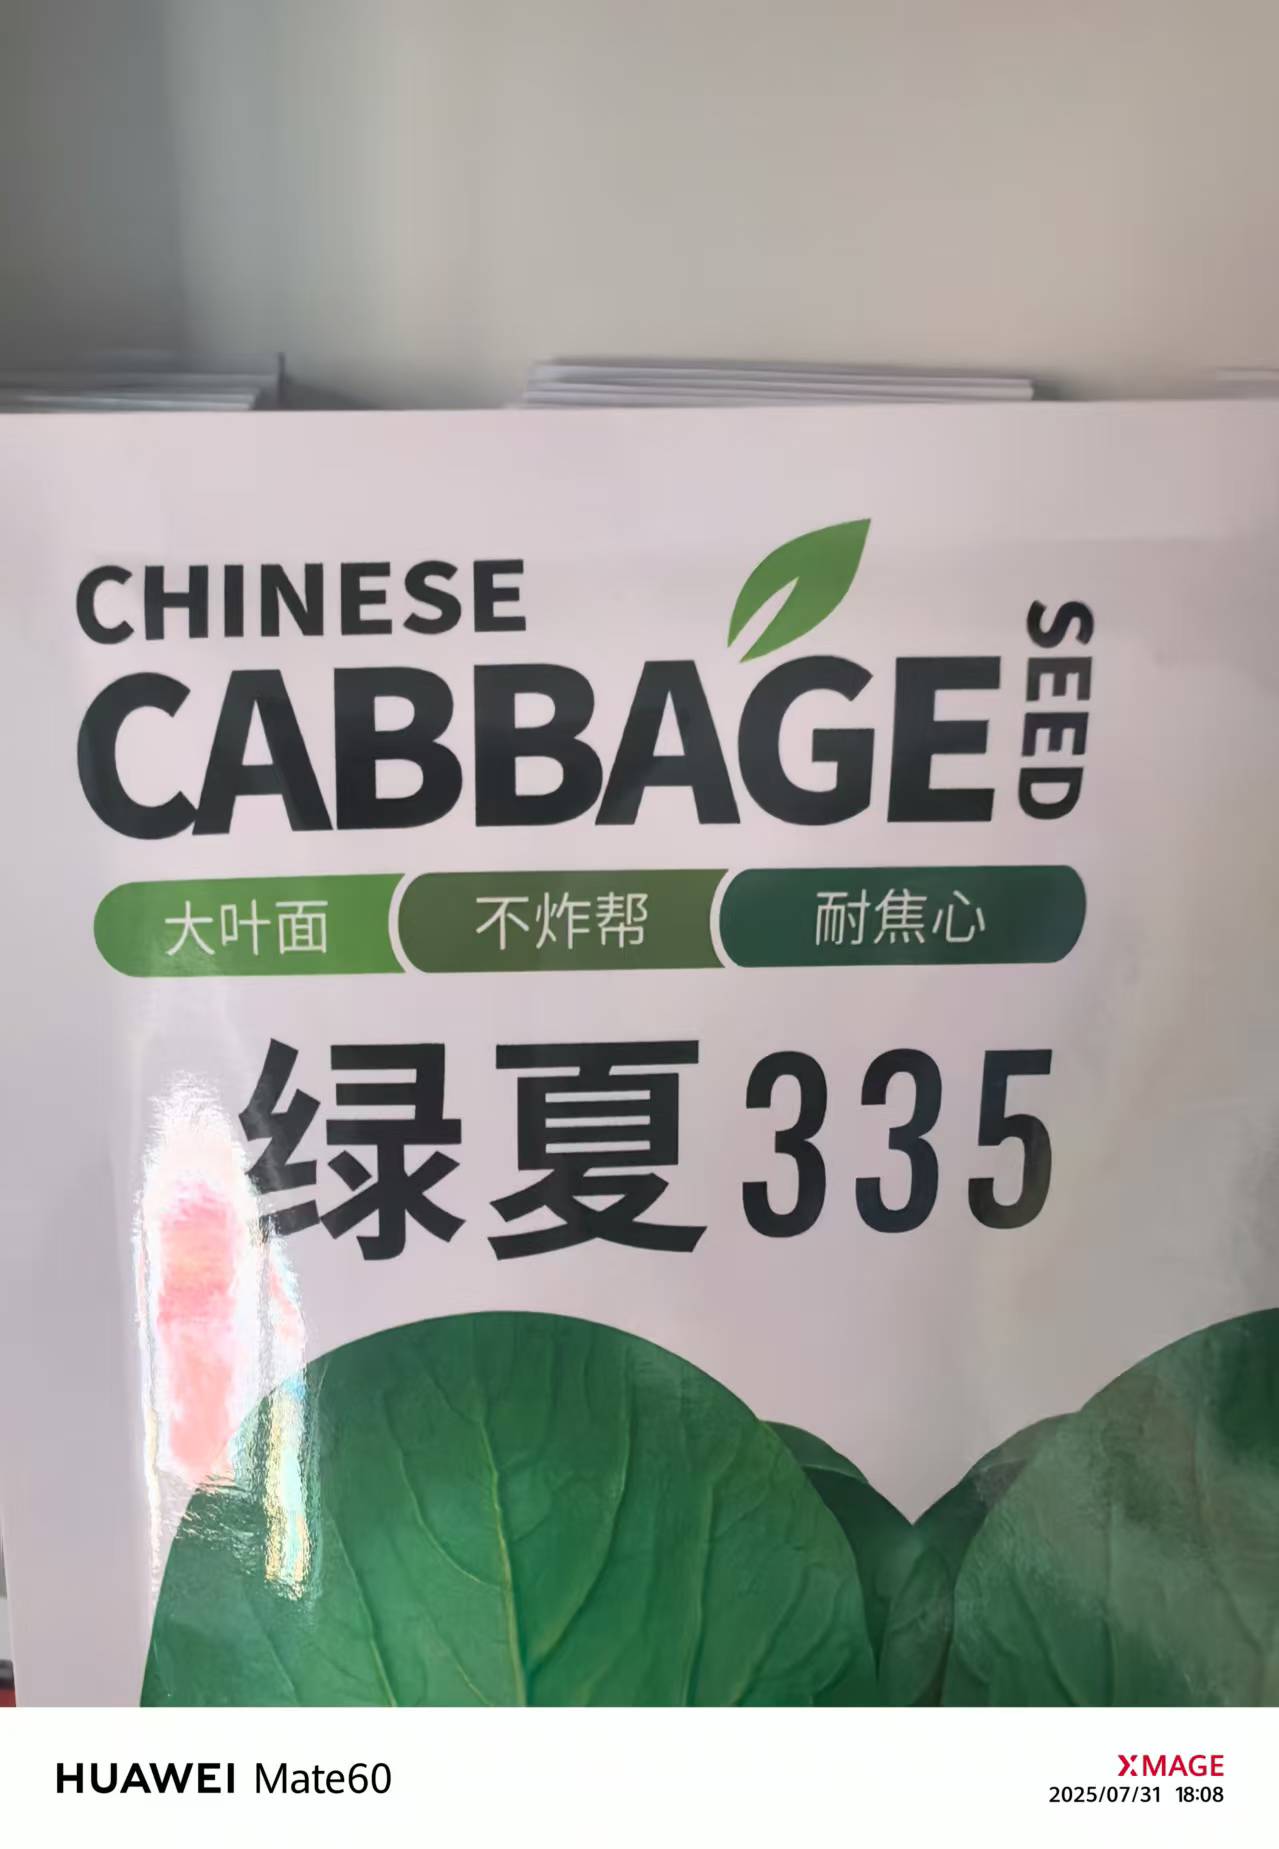 CHINESE
CABBAGE
SEED
大叶面 不炸帮 耐焦心
绿夏335
HUAWEI Mate60
XMAGE
2025/07/31 18:08